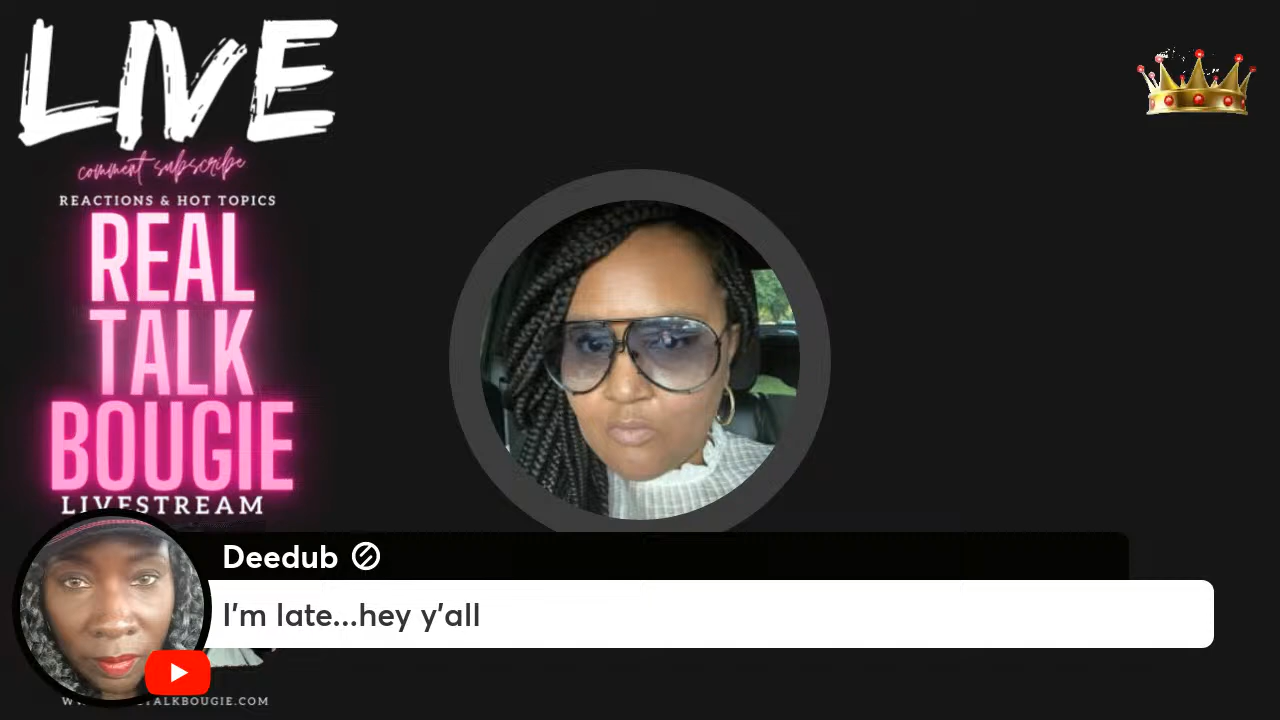 LIVE
comment subscribe
REACTIONS & HOT TOPICS
REAL
TALK
BOUGIE
LIVESTREAM
Deedub
I'm late...hey y'all